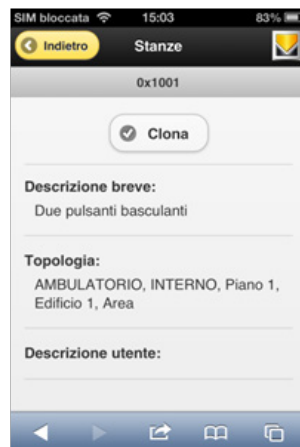 SIM bloccata 15:03 83%
Indietro Stanze
0x1001
Clona
Descrizione breve:
Due pulsanti basculanti
Topologia:
AMBULATORIO, INTERNO, Piano 1,
Edificio 1, Area
Descrizione utente: